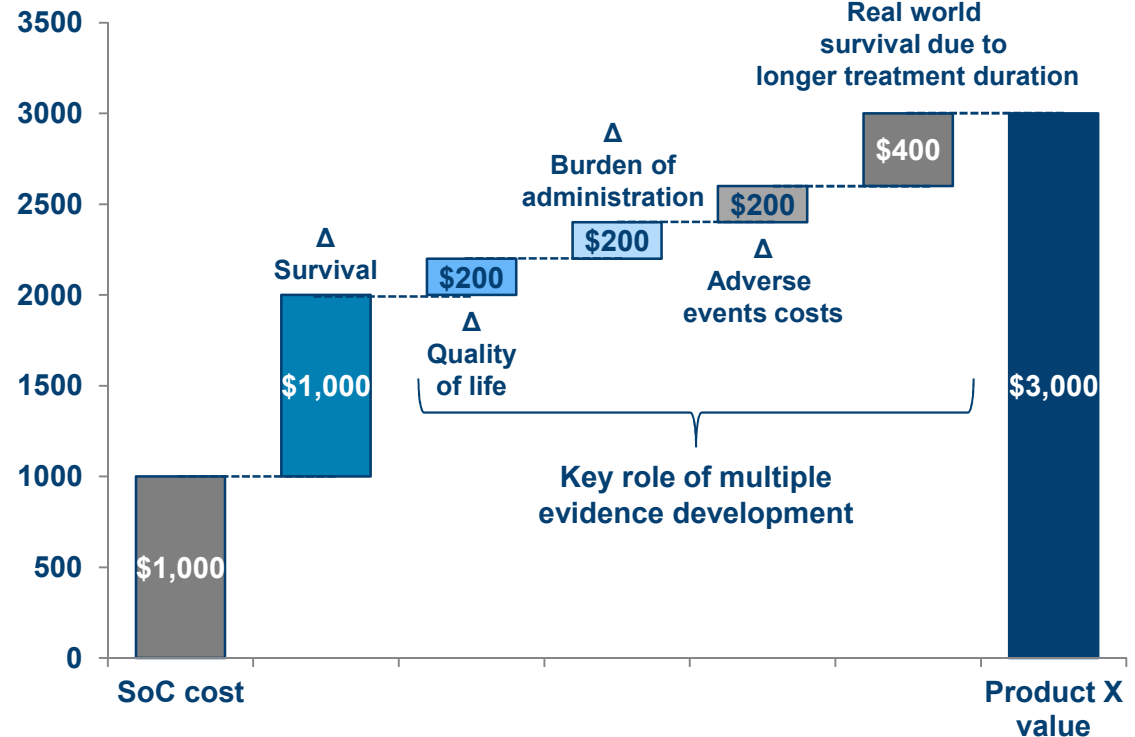 3500
3000
2500
2000
1500
1000
500
0
SoC cost
$1,000
Δ
Survival
$1,000
$200
Δ
Quality
of life
Δ
Burden of
administration
$200
$200
Δ
Adverse
events costs
Real world
survival due to
longer treatment duration
$400
Key role of multiple
evidence development
$3,000
Product X
value